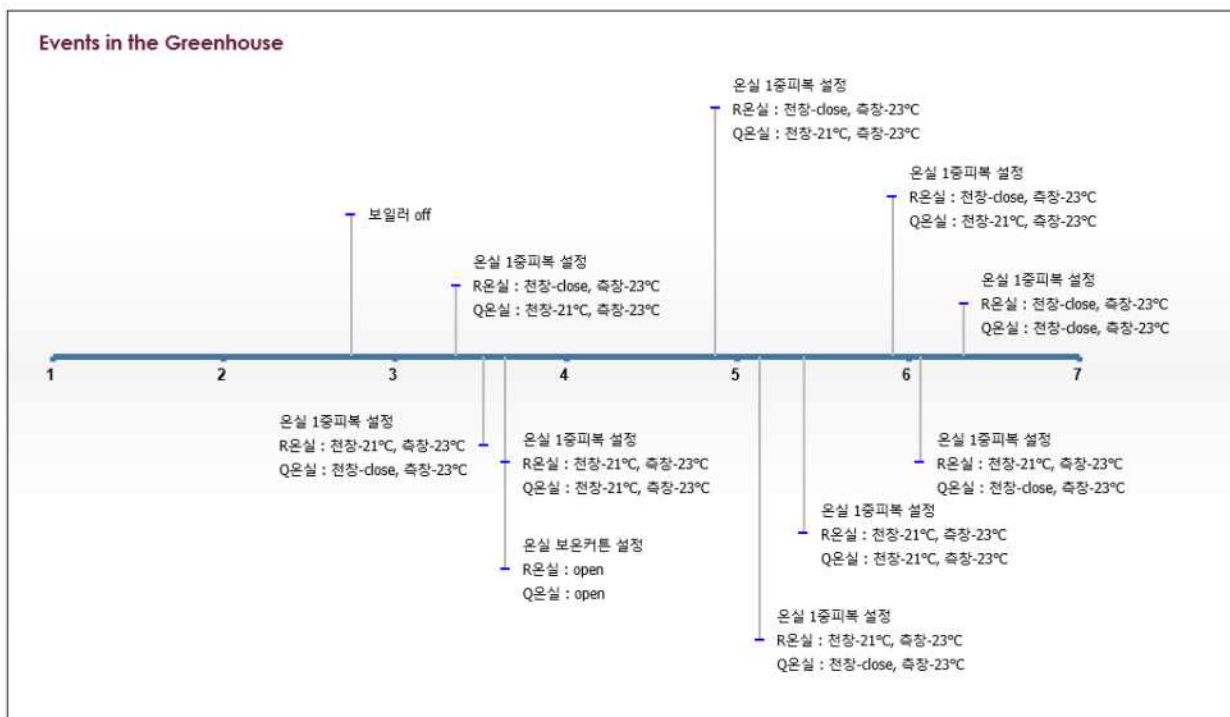 Events in the Greenhouse
온실 1중피복 설정
R온실 : 천창-close, 측창-23℃
Q온실 : 천창-21℃, 측창-23℃
온실 1중피복 설정
R온실 : 천창-close, 측창-23℃
Q온실 : 천창-21℃, 측창-23℃
보일러 off
온실 1중피복 설정
R온실 : 천창-close, 측창-23℃
Q온실 : 천창-21℃, 측창-23℃
온실 1중피복 설정
R온실 : 천창-close, 측창-23℃
Q온실 : 천창-close, 측창-23℃
1 2 3 4 5 6 7
온실 1중피복 설정
R온실 : 천창-21℃, 측창-23℃
Q온실 : 천창-close, 측창-23℃
온실 1중피복 설정
R온실 : 천창-21℃, 측창-23℃
Q온실 : 천창-21℃, 측창-23℃
온실 1중피복 설정
R온실 : 천창-21℃, 측창-23℃
Q온실 : 천창-close, 측창-23℃
온실 1중피복 설정
R온실 : 천창-21℃, 측창-23℃
Q온실 : 천창-21℃, 측창-23℃
온실 보온커튼 설정
R온실 : open
Q온실 : open
온실 1중피복 설정
R온실 : 천창-21℃, 측창-23℃
Q온실 : 천창-close, 측창-23℃